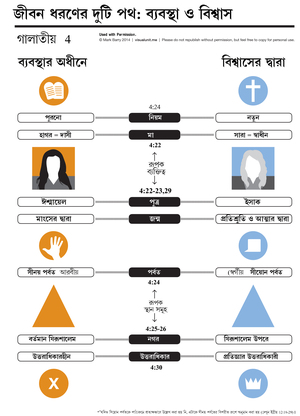 জীবন ধরণের দুটি পথ: ব্যবস্থা ও বিশ্বাস
গালাতীয় 4
Used with Permission.
© Mark Barry 2014 | visualunit.me | Please do not republish without permission, but feel free to copy for personal use.
ব্যবস্থার অধীনে
বিশ্বাসের দ্বারা
4:24
পুরনো
নিয়ম
নতুন
হাগর – দাসী
মা
সারা – স্বাধীন
4:22
রূপক
ব্যক্তিত্ব
4:22-23,29
ঈশ্মায়েল
পুত্র
ইসাক
মাংসের দ্বারা
জন্ম
প্রতিশ্রুতি ও আত্মার দ্বারা
সীনয় পর্বত আরবীয়
পর্বত
(স্বর্গীয় সীয়োন পর্বত
4:24
রূপক
স্থান সমূহ
4:25-26
বর্তমান যিরূশালেম
নগর
যিরূশালেম উপরে
উত্তরাধিকারহীন
উত্তরাধিকার
প্রতিজ্ঞার উত্তরাধিকারী
4:30
X